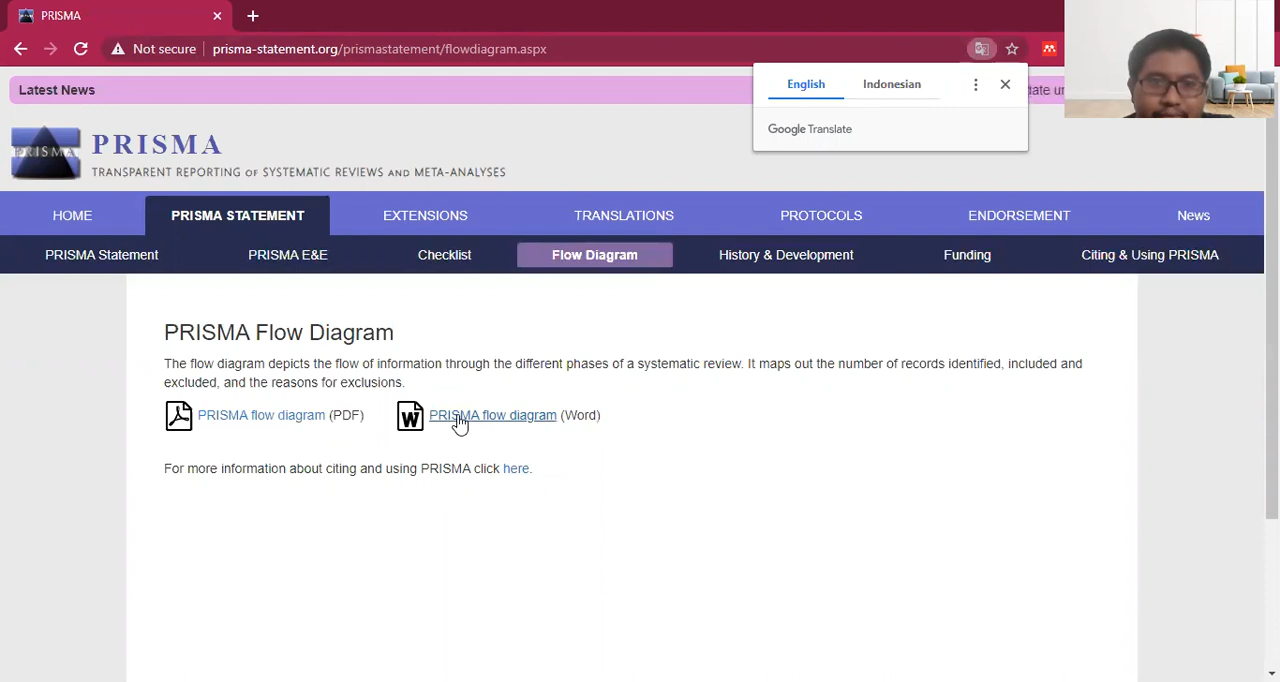 PRISMA
Not secure prisma-statement.org/prismastatement/flowdiagram.aspx
English Indonesian
Google Translate
Latest News
PRISMA
PRISMA
TRANSPARENT REPORTING OF SYSTEMATIC REVIEWS AND META-ANALYSES
HOME PRISMA STATEMENT EXTENSIONS TRANSLATIONS PROTOCOLS ENDORSEMENT News
PRISMA Statement PRISMA E&E Checklist Flow Diagram History & Development Funding Citing & Using PRISMA
PRISMA Flow Diagram
The flow diagram depicts the flow of information through the different phases of a systematic review. It maps out the number of records identified, included and
excluded, and the reasons for exclusions.
PRISMA flow diagram (PDF) W PRISMA flow diagram (Word)
For more information about citing and using PRISMA click here.